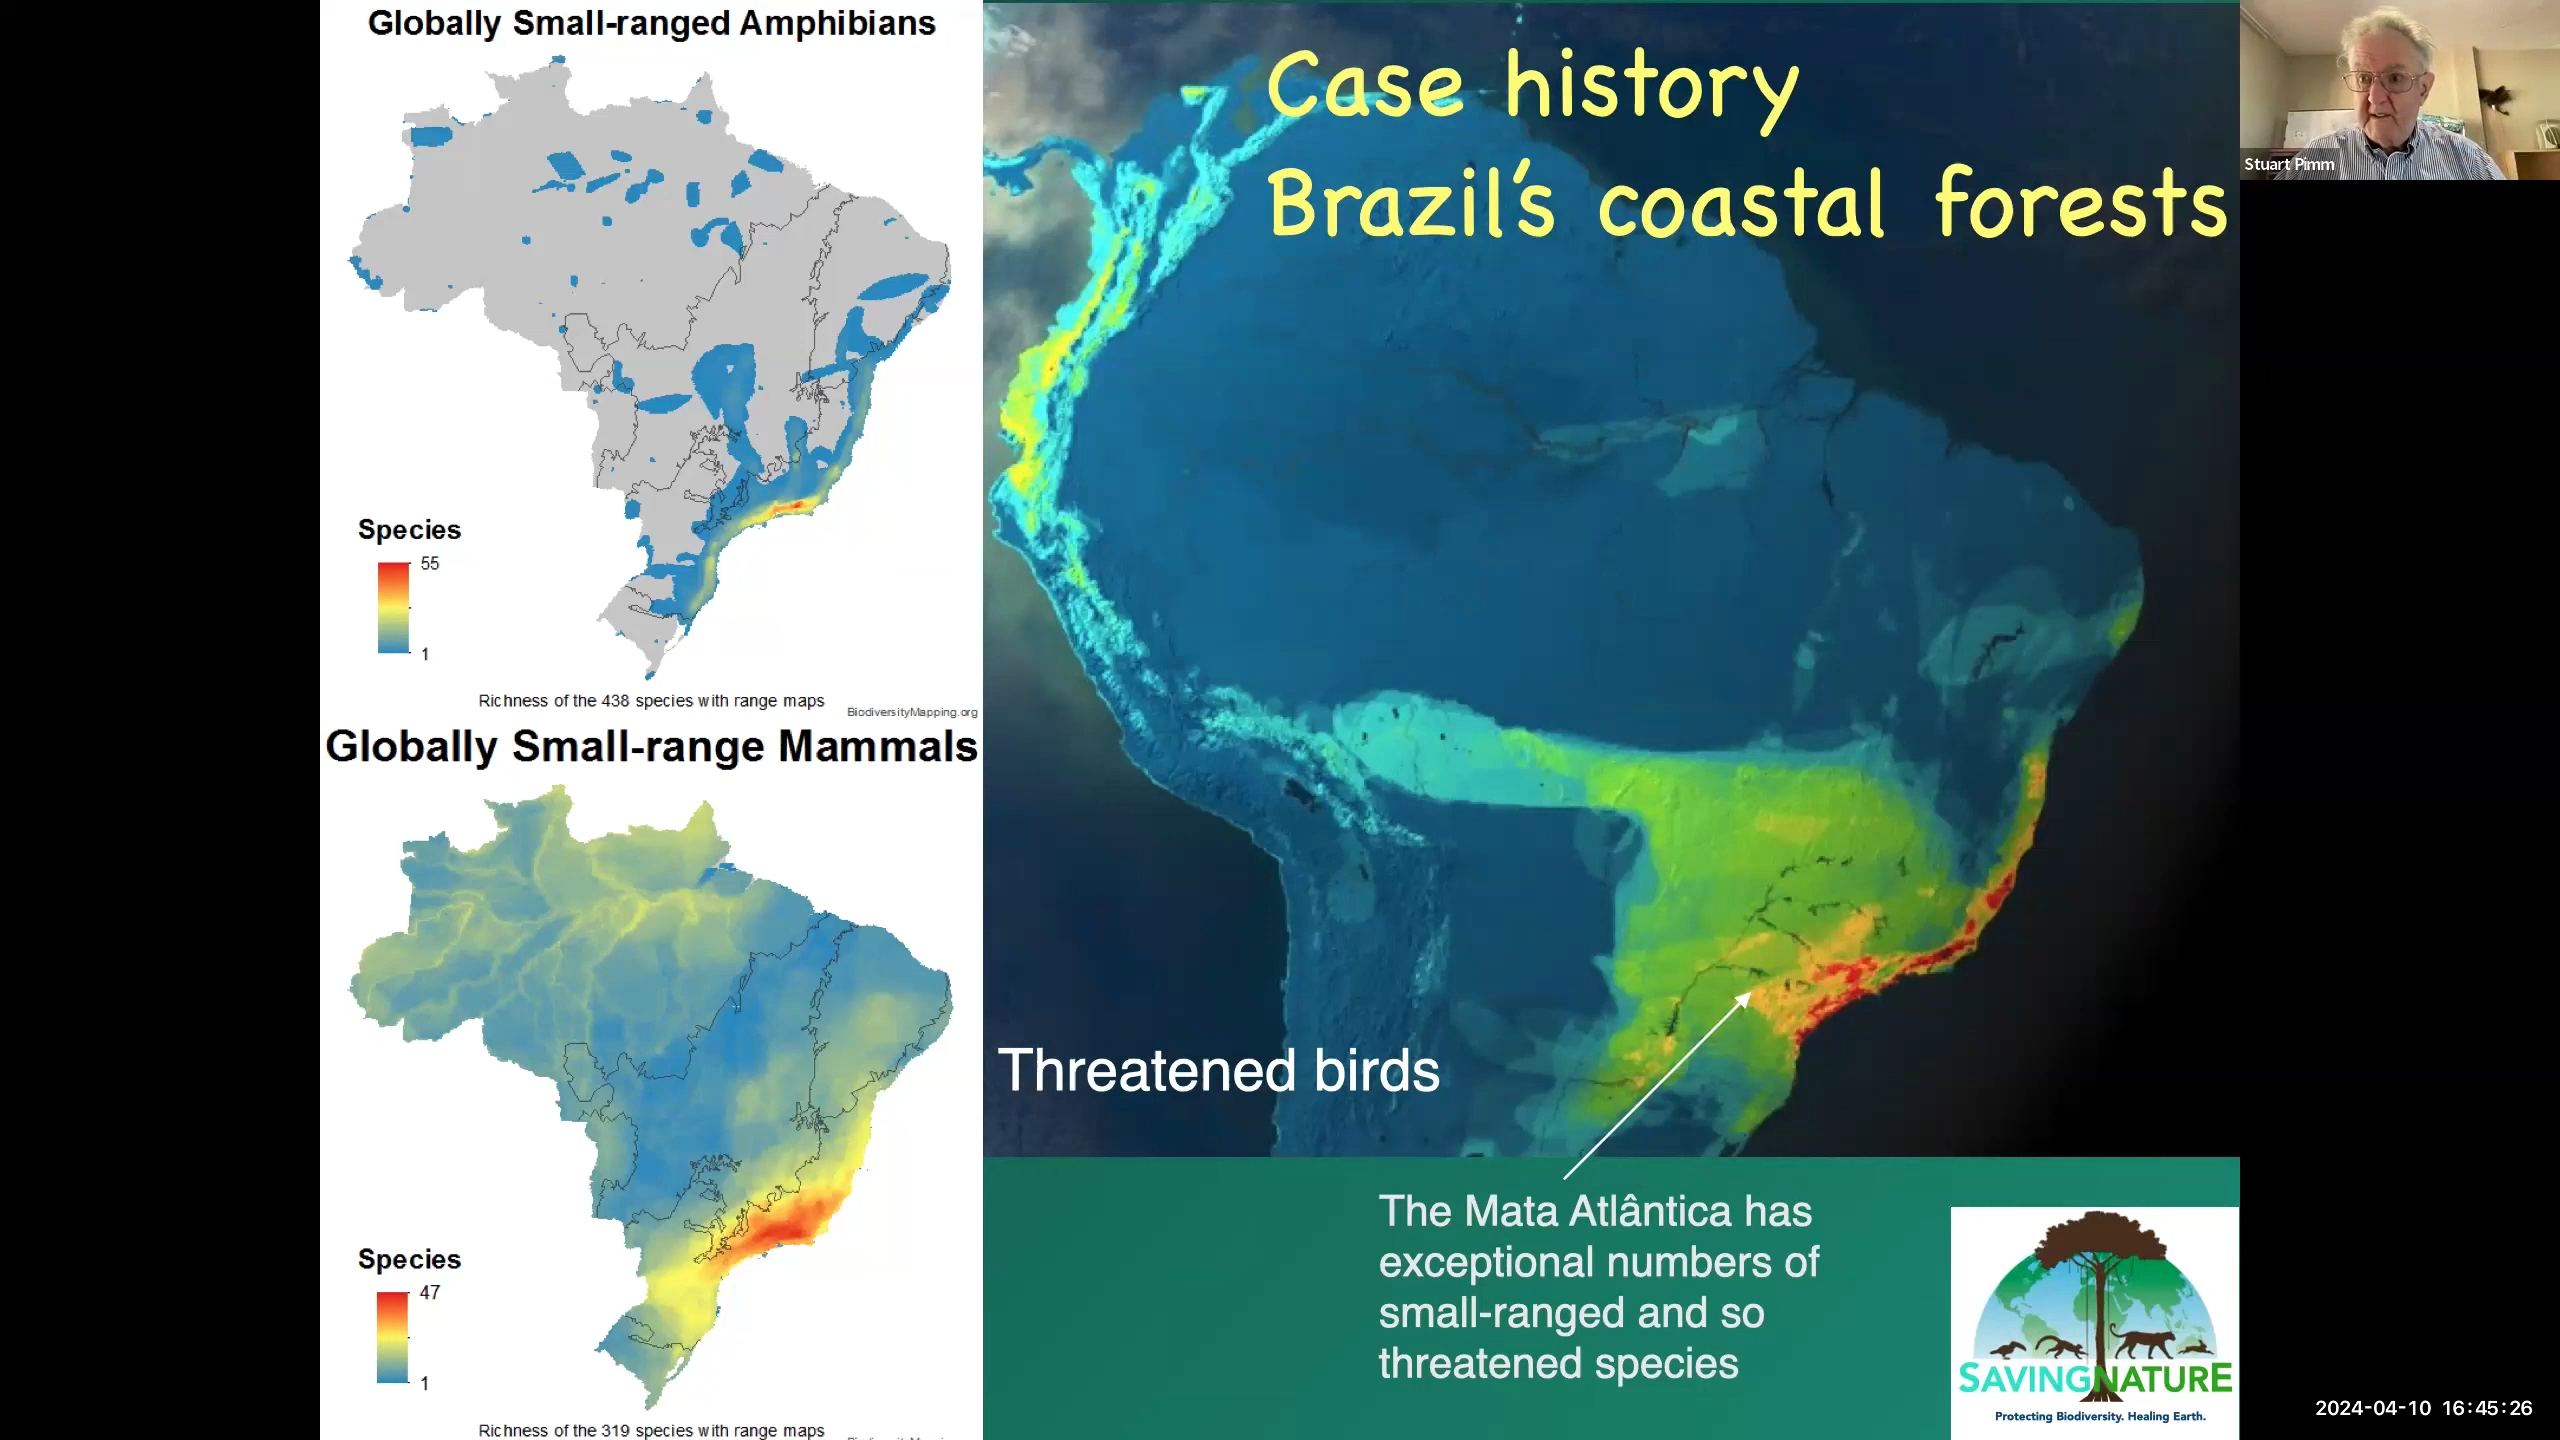 Globally Small-ranged Amphibians
Species
55
1
Richness of the 438 species with range maps
BiodiversityMapping.org
Globally Small-range Mammals
Species
47
1
Richness of the 319 species with range maps
Case history
Brazil's coastal forests
Threatened birds
The Mata Atlântica has
exceptional numbers of
small-ranged and so
threatened species
SAVINGNATURE
Protecting Biodiversity. Healing Earth.
Stuart Pimm
2024-04-10 16:45:26